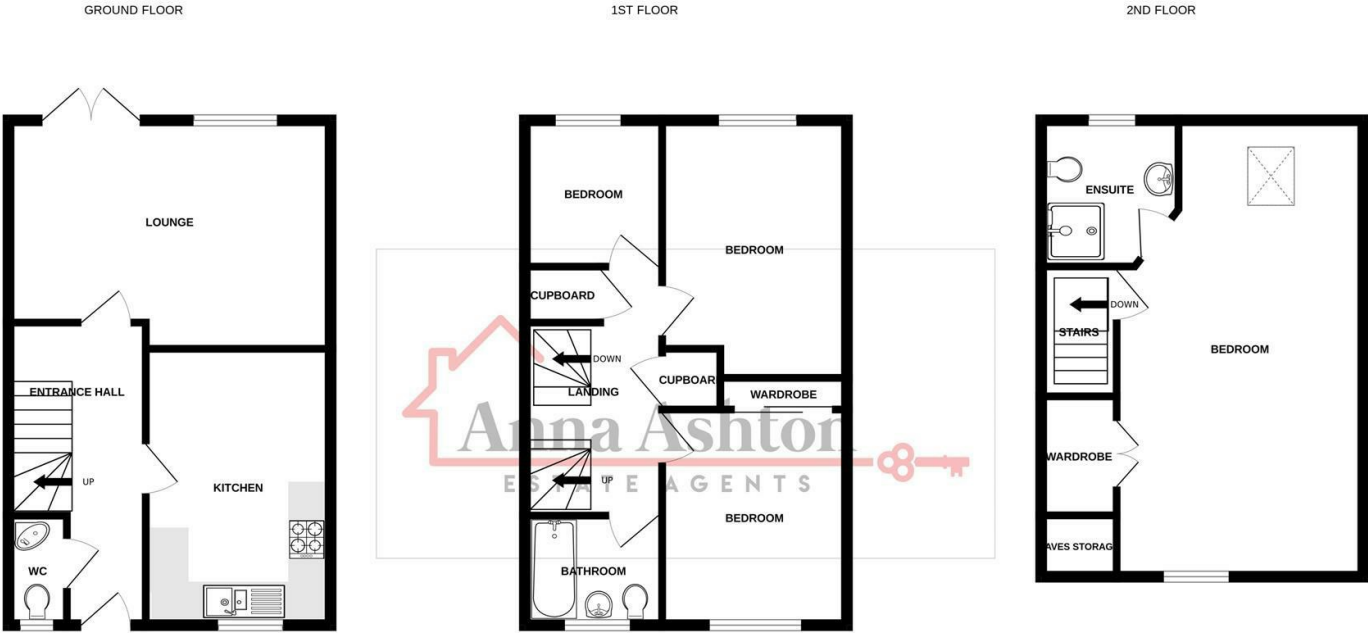 GROUND FLOOR
1ST FLOOR
2ND FLOOR
LOUNGE
ENTRANCE HALL
UP
KITCHEN
WC
BEDROOM
BEDROOM
CUPBOARD
DOWN
LANDING
CUPBOAR
WARDROBE
UP
BEDROOM
BATHROOM
Anna Ashton
ESTATE AGENTS
ENSUITE
DOWN
STAIRS
BEDROOM
WARDROBE
AVES STORAG